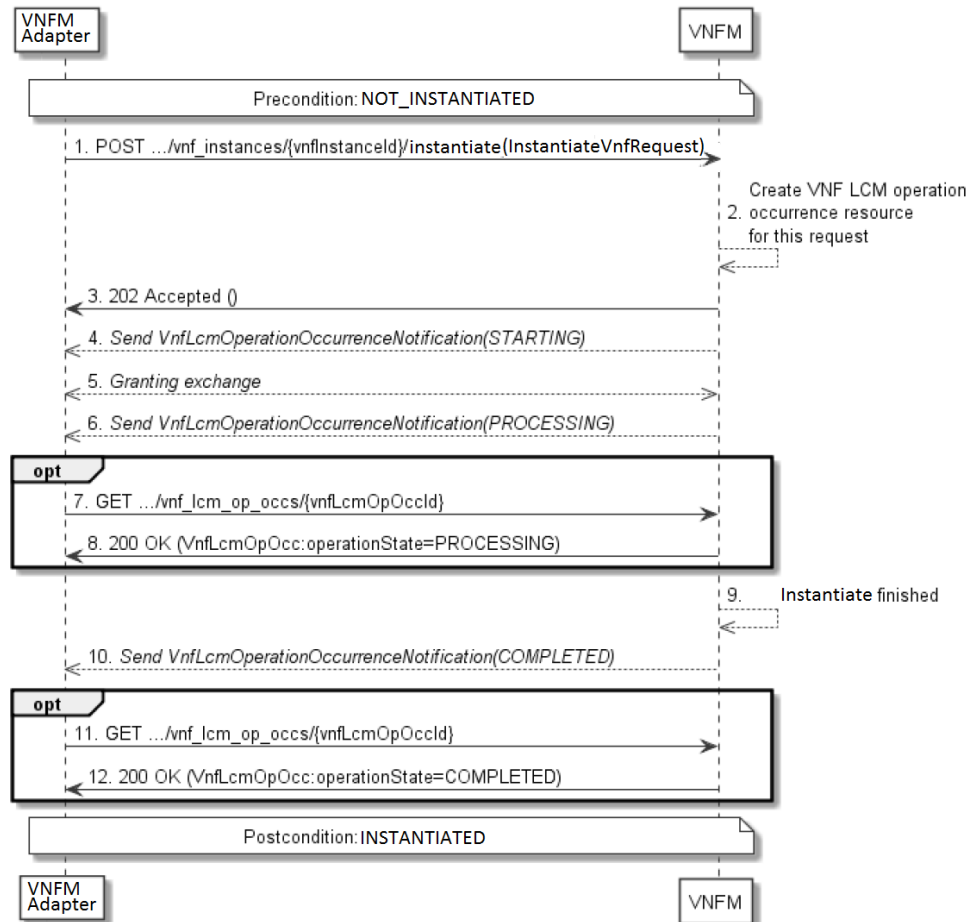 VNFM
Adapter
VNFM
Precondition: NOT_INSTANTIATED
1. POST .../vnf_instances/{vnfInstanceId}/instantiate(InstantiateVnfRequest)
Create VNF LCM operation
2. occurrence resource
for this request
3. 202 Accepted ()
4. Send VnfLcmOperationOccurrenceNotification(STARTING)
5. Granting exchange
6. Send VnfLcmOperationOccurrenceNotification(PROCESSING)
opt
7. GET .../vnf_lcm_op_occs/{vnfLcmOpOccId}
8. 200 OK (VnfLcmOpOcc:operationState=PROCESSING)
9. Instantiate finished
10. Send VnfLcmOperationOccurrenceNotification(COMPLETED)
opt
11. GET .../vnf_lcm_op_occs/{vnfLcmOpOccId}
12. 200 OK (VnfLcmOpOcc:operationState=COMPLETED)
Postcondition: INSTANTIATED
VNFM
Adapter
VNFM